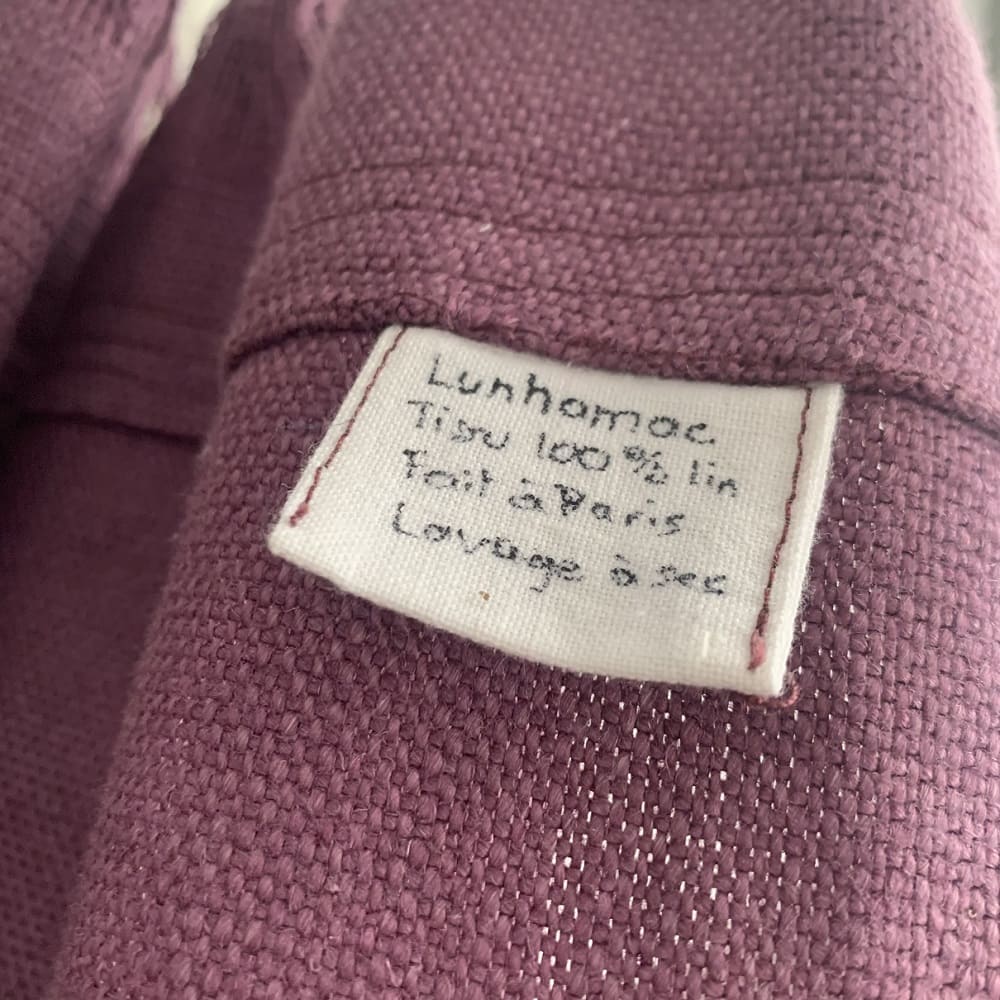 Lunhamac
Tissu 100% lin
Fait à Paris
Lavage à sec